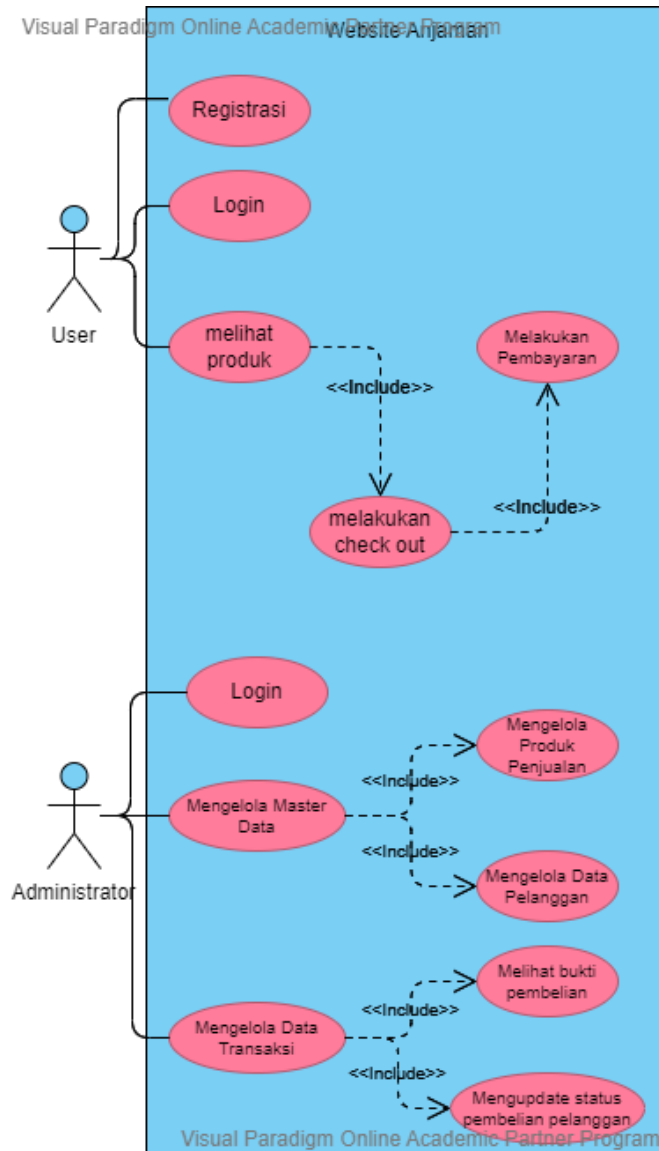 Visual Paradigm Online Academic Partner Program
Website Anjaman
Registrasi
Login
User
melihat
produk
Melakukan
Pembayaran
<<Include>>
<<Include>>
melakukan
check out
Login
Mengelola
Produk
Penjualan
<<Include>>
Mengelola Master
Data
<<Include>>
Administrator
Mengelola Data
Pelanggan
Melihat bukti
pembelian
<<Include>>
Mengelola Data
Transaksi
<<Include>>
Mengupdate status
pembelian pelanggan
Visual Paradigm Online Academic Partner Program